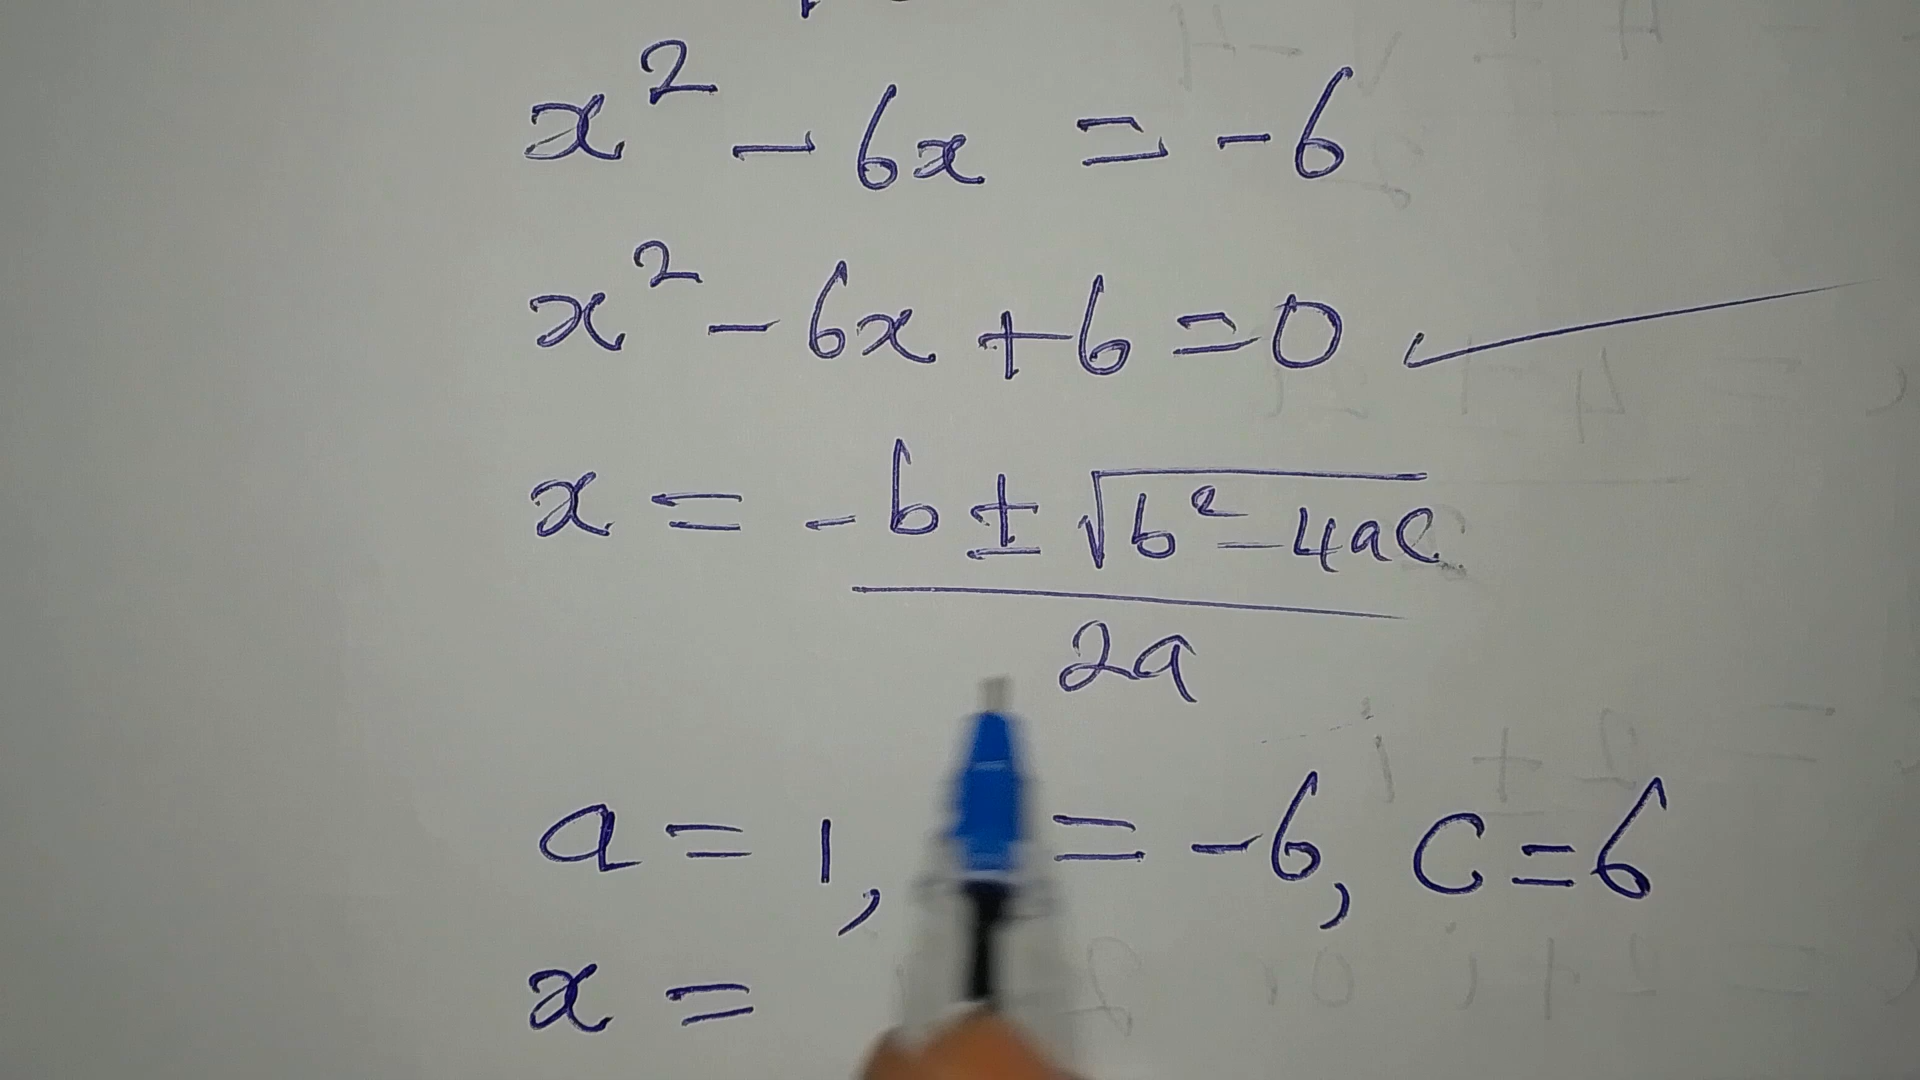 x² - 6x = -6
x² - 6x + 6 = 0
x = -b ± √b² - 4ac
2a
a = 1, = -6, c = 6
x =